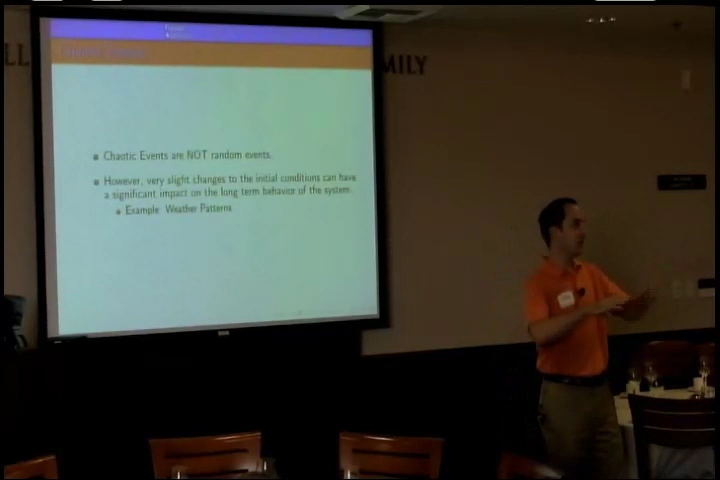 MILY
Chaotic Events are NOT random events.
However, very slight changes to the initial conditions can have
a significant impact on the long term behavior of the system.
Example Weather Patterns